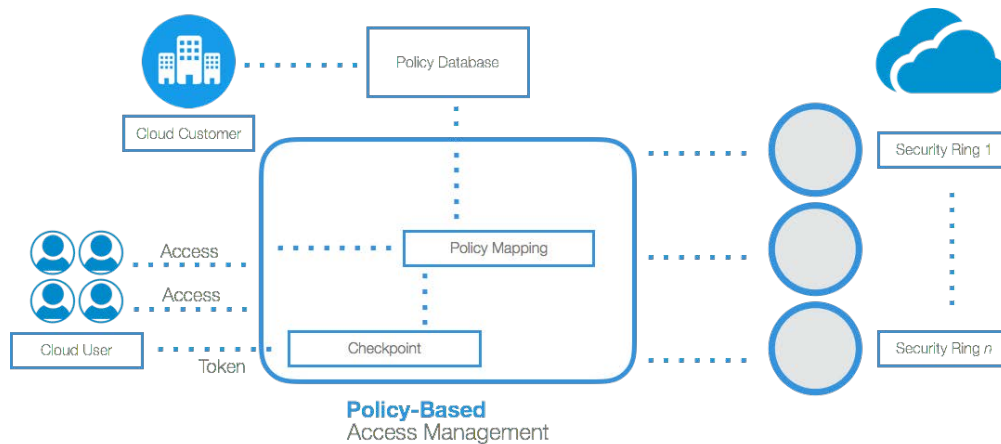 Policy Database
Cloud Customer
Security Ring 1
Access
Policy Mapping
Access
Cloud User
Token
Checkpoint
Security Ring n
Policy-Based
Access Management